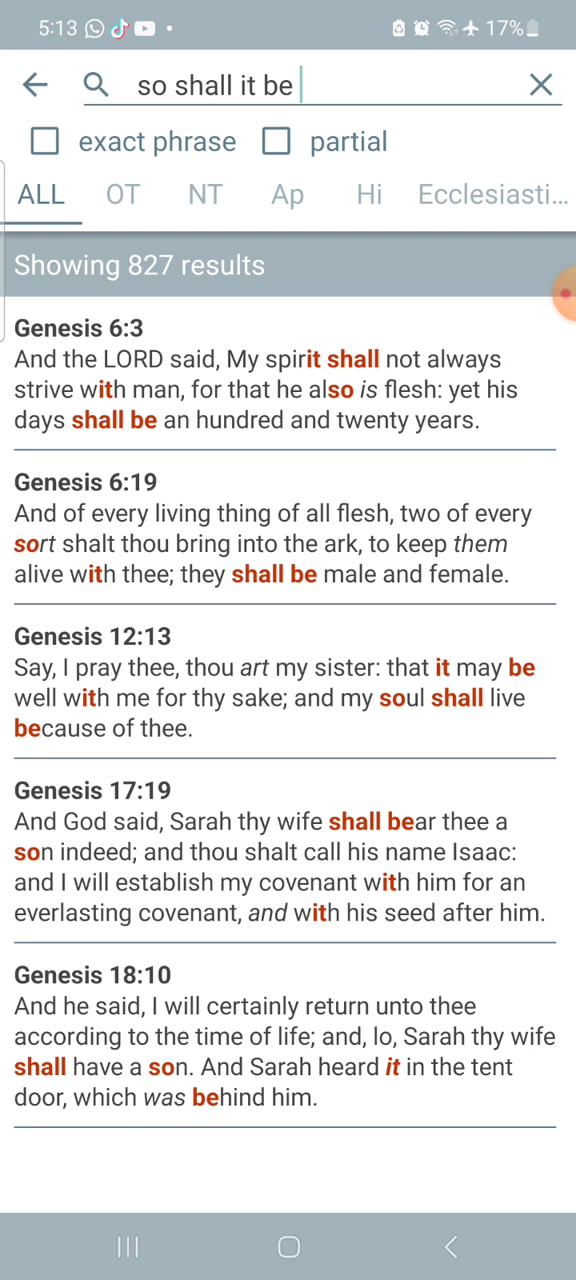 5:13 17%
so shall it be
exact phrase partial
ALL OT NT Ap Hi Ecclesiasti...
Showing 827 results
Genesis 6:3
And the LORD said, My spirit shall not always
strive with man, for that he also is flesh: yet his
days shall be an hundred and twenty years.
Genesis 6:19
And of every living thing of all flesh, two of every
sort shalt thou bring into the ark, to keep them
alive with thee; they shall be male and female.
Genesis 12:13
Say, I pray thee, thou art my sister: that it may be
well with me for thy sake; and my soul shall live
because of thee.
Genesis 17:19
And God said, Sarah thy wife shall bear thee a
son indeed; and thou shalt call his name Isaac:
and I will establish my covenant with him for an
everlasting covenant, and with his seed after him.
Genesis 18:10
And he said, I will certainly return unto thee
according to the time of life; and, lo, Sarah thy wife
shall have a son. And Sarah heard it in the tent
door, which was behind him.